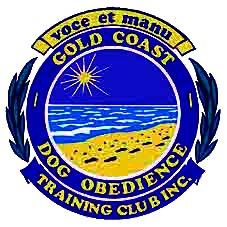 voce et manu
GOLD COAST
DOG OBEDIENCE
TRAINING CLUB INC.